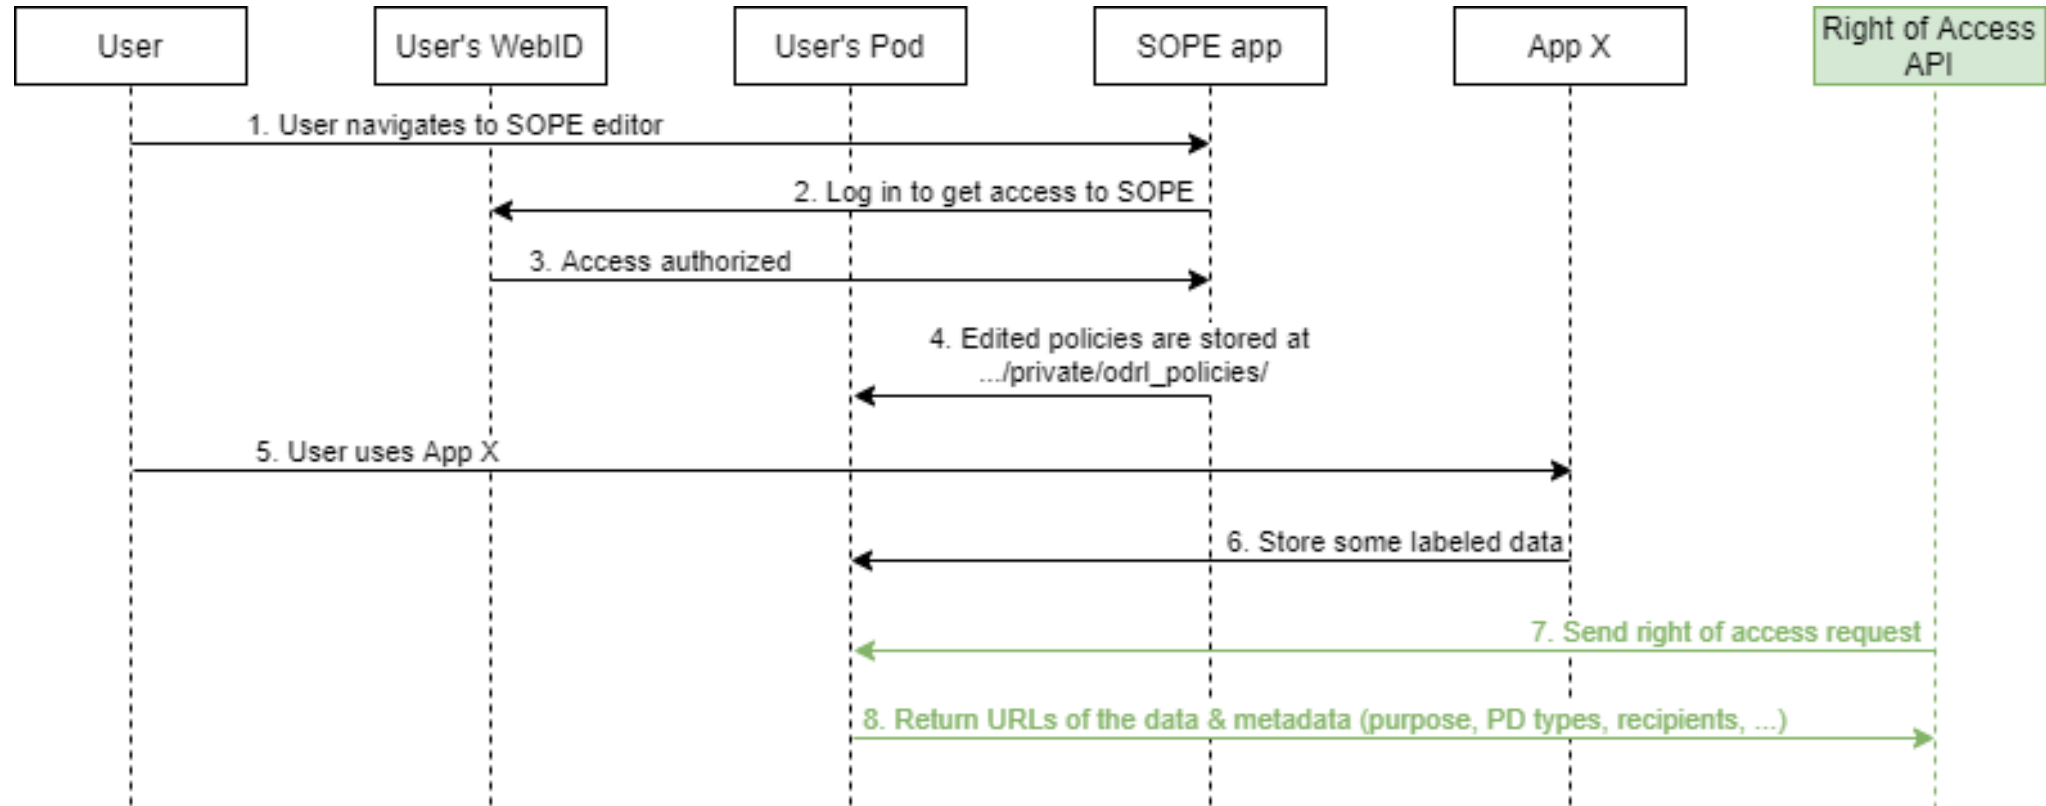 User
User's WebID
User's Pod
SOPE app
App X
Right of Access
API
1. User navigates to SOPE editor
2. Log in to get access to SOPE
3. Access authorized
4. Edited policies are stored at
.../private/odrl_policies/
5. User uses App X
6. Store some labeled data
7. Send right of access request
8. Return URLs of the data & metadata (purpose, PD types, recipients, ...)